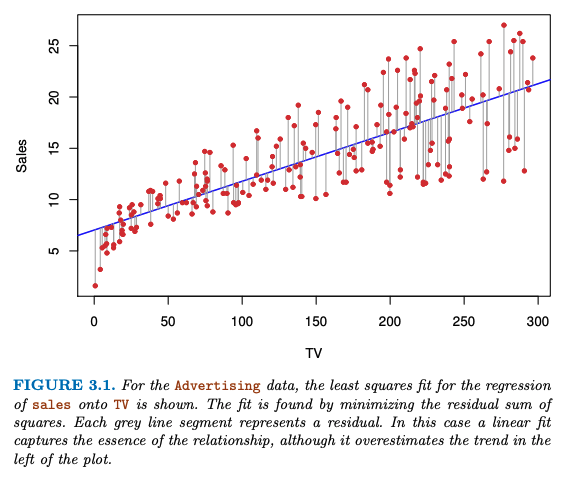 25
20
15
10
5
Sales
0 50 100 150 200 250 300
TV
FIGURE 3.1. For the Advertising data, the least squares fit for the regression
of sales onto TV is shown. The fit is found by minimizing the residual sum of
squares. Each grey line segment represents a residual. In this case a linear fit
captures the essence of the relationship, although it overestimates the trend in the
left of the plot.